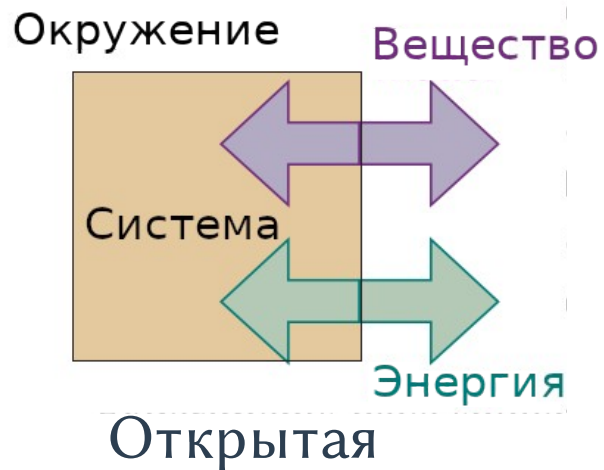 Окружение
Вещество
Система
Энергия
Открытая